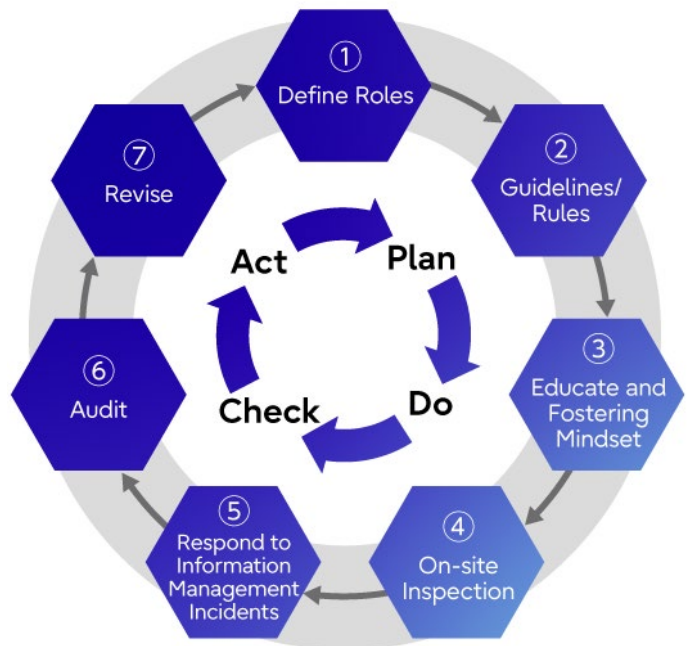 ①
Define Roles
②
Guidelines/
Rules
③
Educate and
Fostering
Mindset
④
On-site
Inspection
⑤
Respond to
Information
Management
Incidents
⑥
Audit
⑦
Revise
Plan
Do
Check
Act